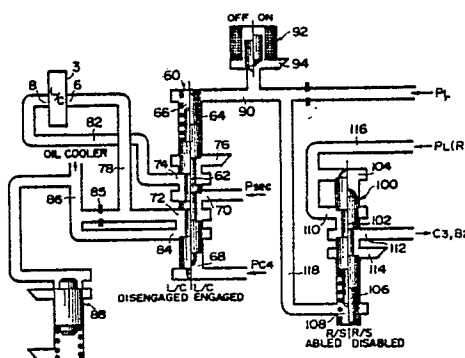 OFF ON
92
94
3
8
L/C
6
60
66
64
90
P1
82
116
OIL COOLER
76
PL(R
78
74
62
104
100
86
85
72
Psec
70
102
110
C3, B2
112
84
68
118
114
Pc4
L/C L/C
DISENGAGED ENGAGED
106
108
88
R/S R/S
ABLED DISABLED